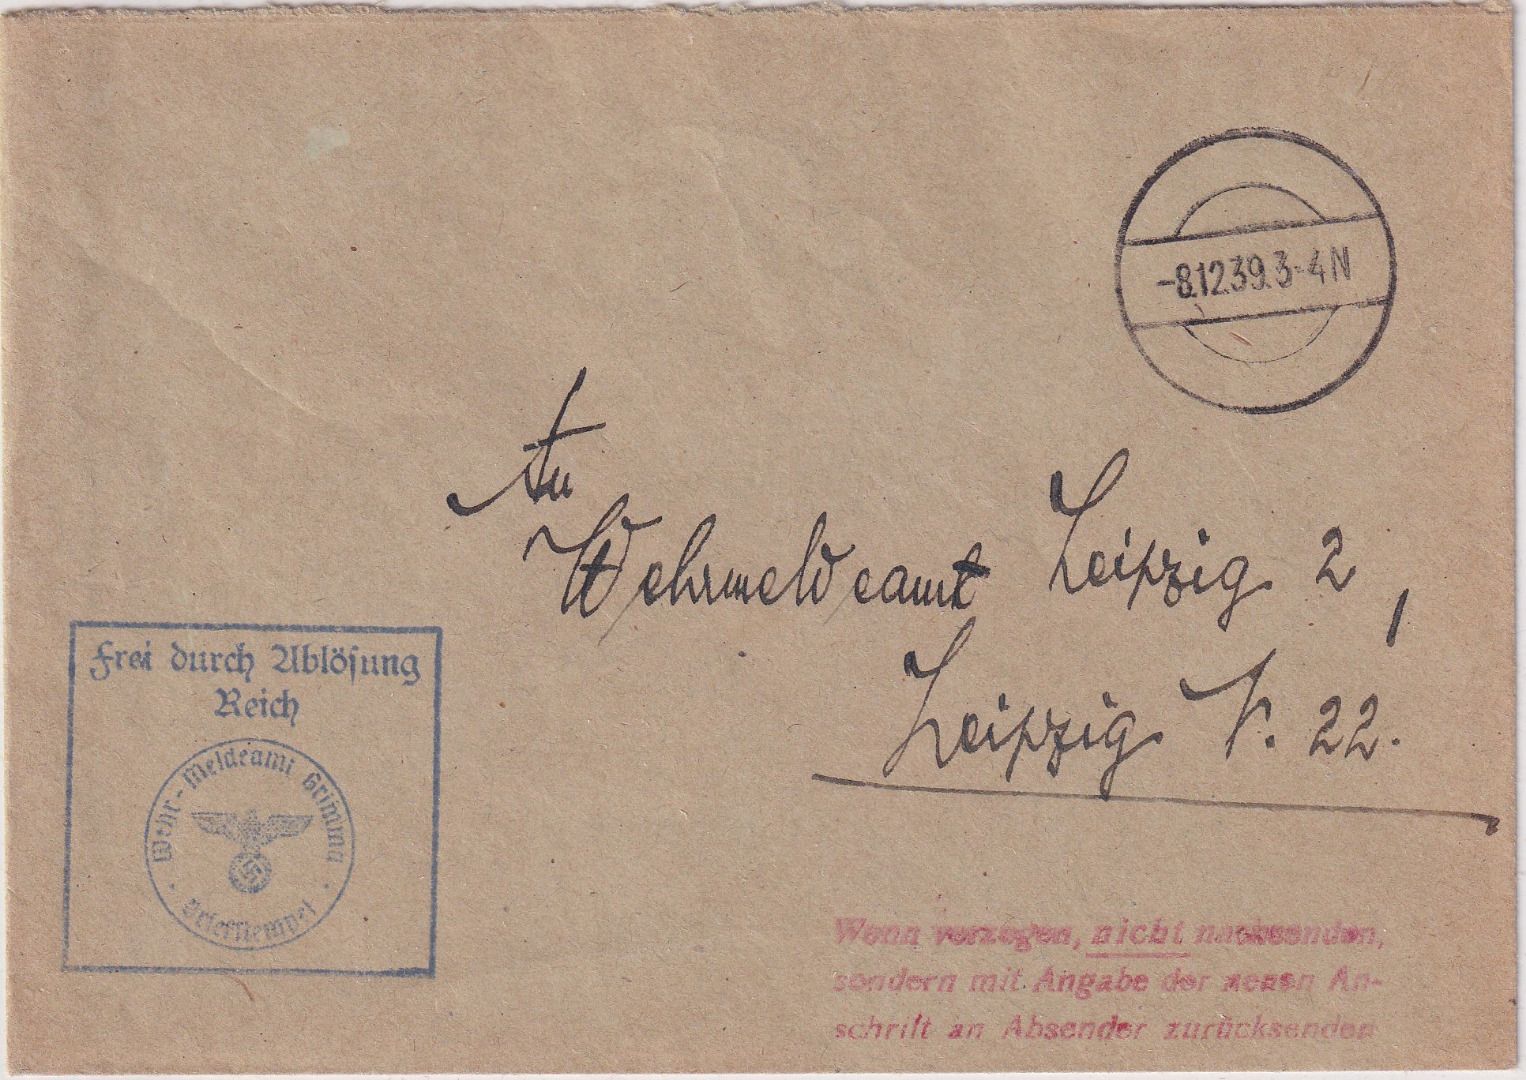 -8.12.39.3-4N
An
Wehrmeldeamt Leipzig 2,
Leipzig N. 22.
Frei durch Ablösung
Reich
Wehr-Meldeamt Grimma
Briefstempel
Wenn verzogen, nicht nachsenden,
sondern mit Angabe der neuen An-
schrift an Absender zurücksenden